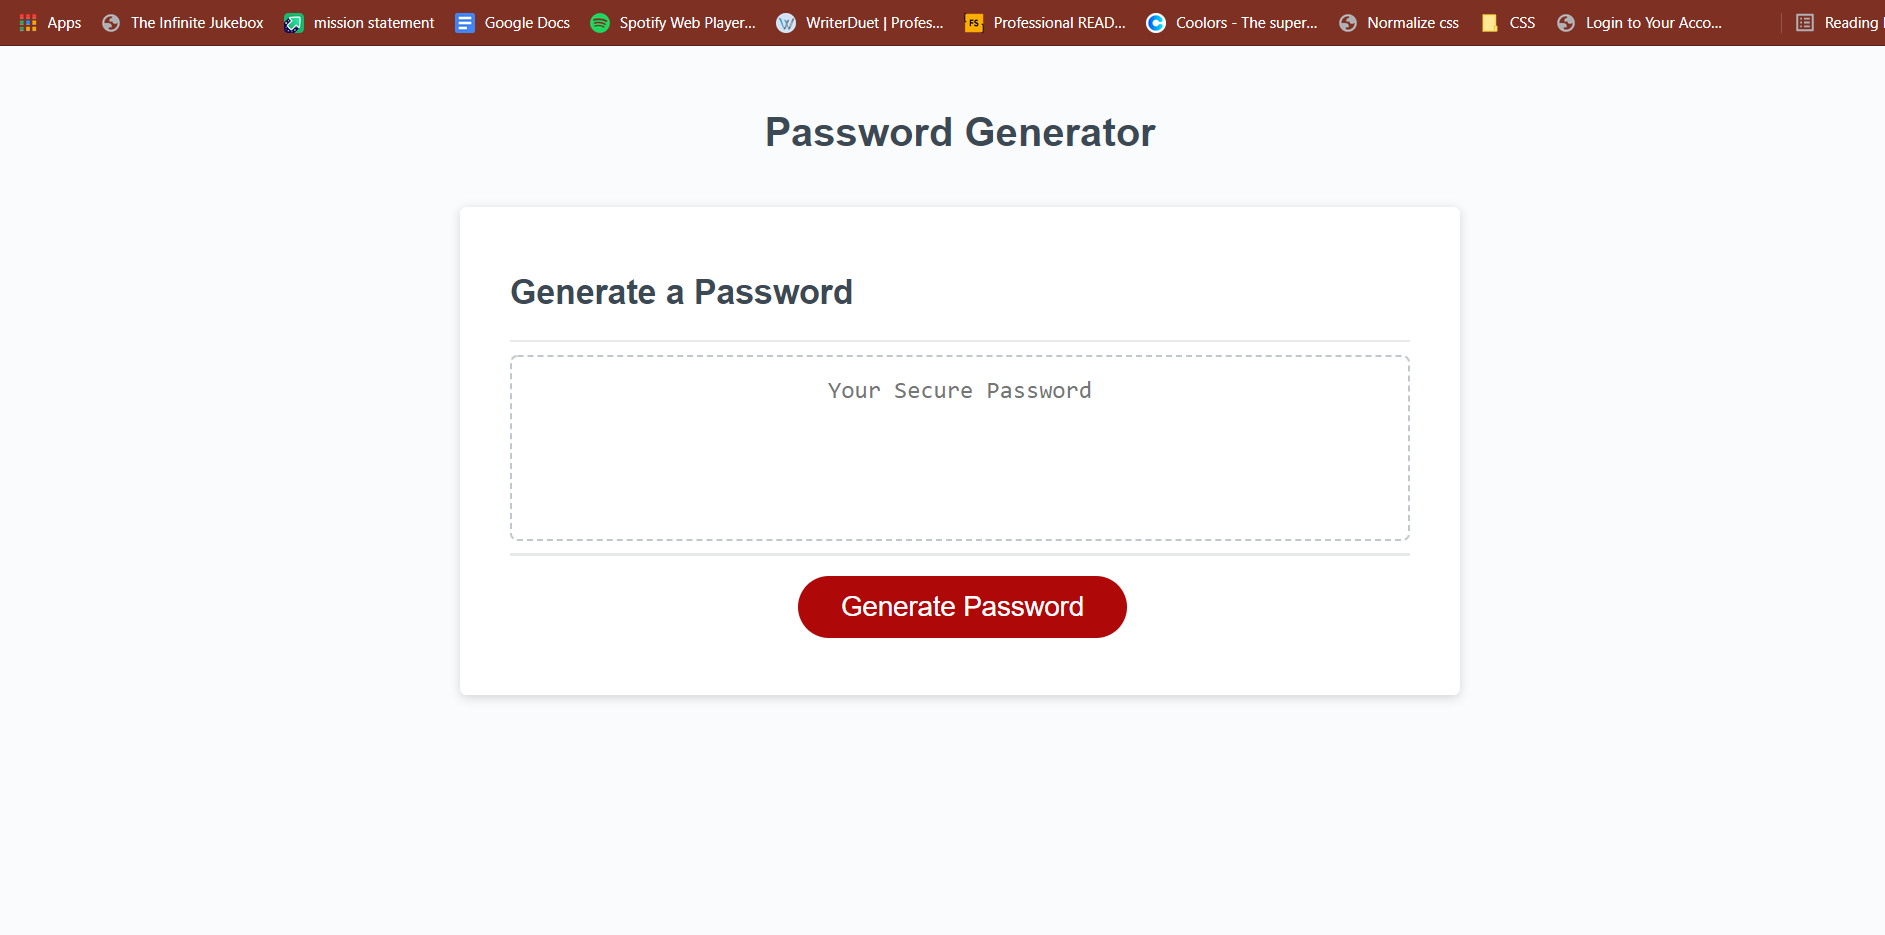 Apps The Infinite Jukebox mission statement Google Docs Spotify Web Player... WriterDuet | Profes... FS Professional READ... Coolors - The super... Normalize css CSS Login to Your Acco... Reading
Password Generator
Generate a Password
Your Secure Password
Generate Password